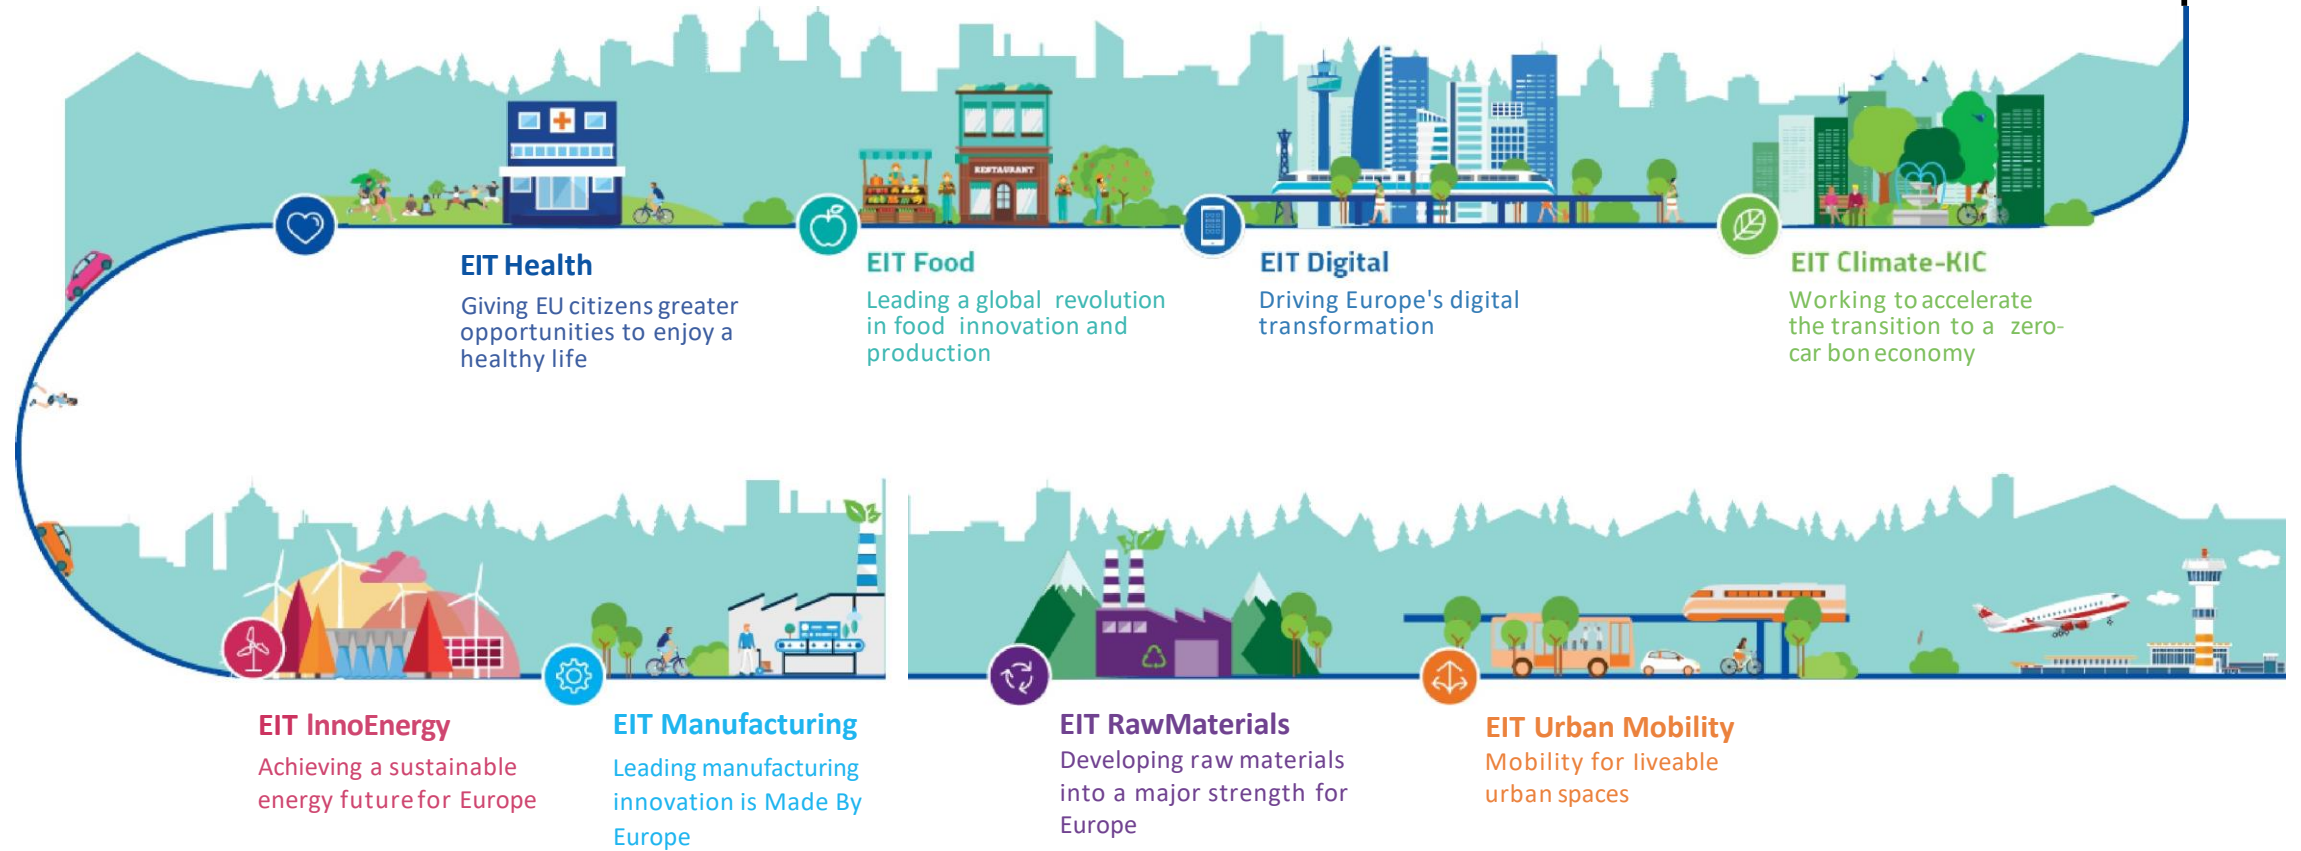 RESTAURANT
EIT Health
Giving EU citizens greater
opportunities to enjoy a
healthy life
EIT Food
Leading a global revolution
in food innovation and
production
EIT Digital
Driving Europe's digital
transformation
EIT Climate-KIC
Working to accelerate
the transition to a zero-
car bon economy
EIT InnoEnergy
Achieving a sustainable
energy future for Europe
EIT Manufacturing
Leading manufacturing
innovation is Made By
Europe
EIT RawMaterials
Developing raw materials
into a major strength for
Europe
EIT Urban Mobility
Mobility for liveable
urban spaces